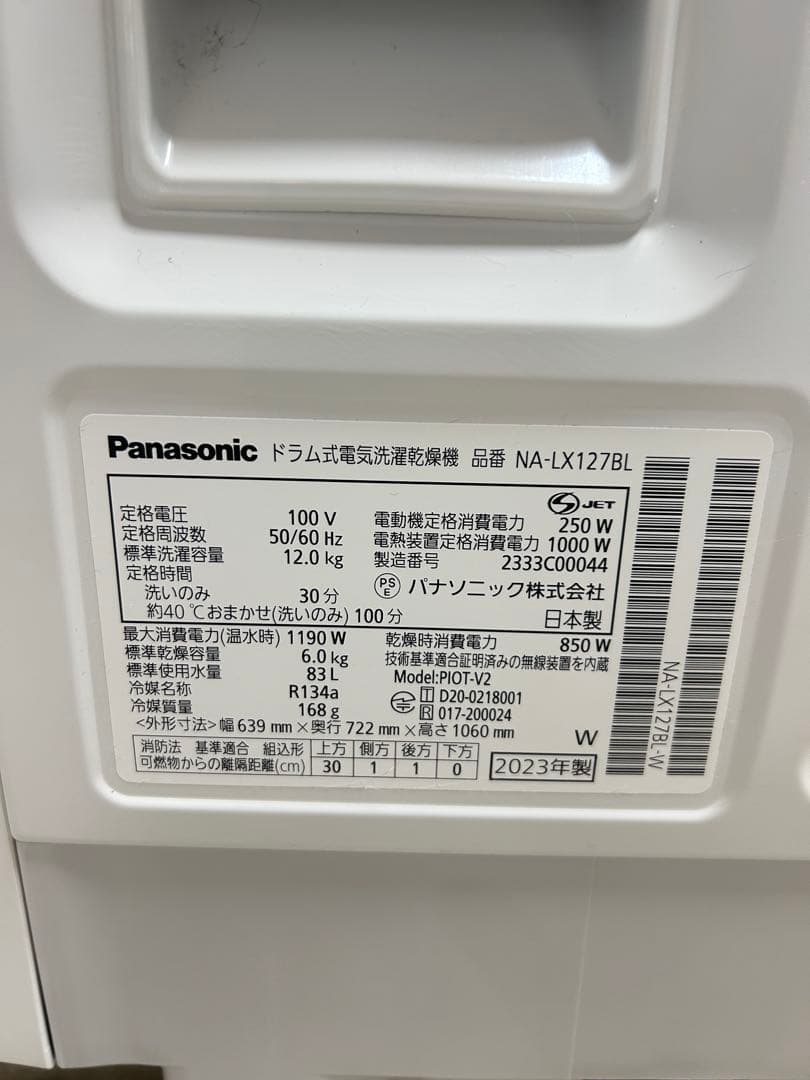 Panasonic ドラム式電気洗濯乾燥機 品番 NA-LX127BL
S JET
定格電圧 100 V
定格周波数 50/60 Hz
標準洗濯容量 12.0 kg
定格時間
洗いのみ 30分
約40℃おまかせ(洗いのみ) 100分
電動機定格消費電力 250 W
電熱装置定格消費電力 1000 W
製造番号 2333C00044
PSE パナソニック株式会社
日本製
最大消費電力(温水時) 1190 W
標準乾燥容量 6.0 kg
標準使用水量 83 L
冷媒名称 R134a
冷媒質量 168 g
乾燥時消費電力 850 W
技術基準適合証明済みの無線装置を内蔵
Model:PIOT-V2
T D20-0218001
R 017-200024
<外形寸法>幅 639 mm×奥行 722 mm×高さ 1060 mm
W
消防法 基準適合 組込形 上方 側方 後方 下方
可燃物からの離隔距離(cm) 30 1 1 0
2023年製
NA-LX127BL-W